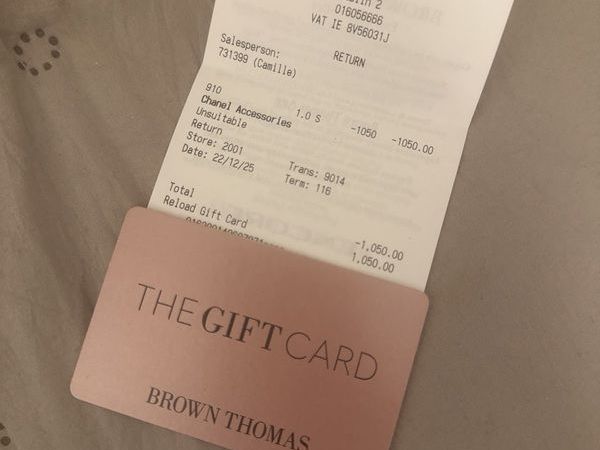 016056666
VAT IE 8V56031J
RETURN
Salesperson:
731399 (Camille)
910
Chanel Accessories 1.0 S -1050 -1050.00
Unsuitable
Return
Store: 2001 Trans: 9014
Date: 22/12/25 Term: 116
Total -1,050.00
Reload Gift Card 1,050.00
THE GIFT CARD
BROWN THOMAS